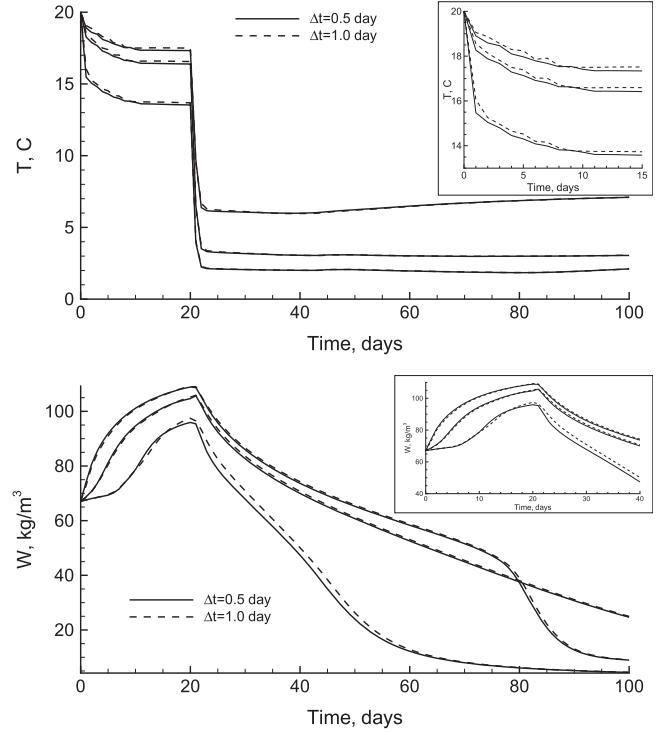 20
15
10
5
0
T, C
0 20 40 60 80 100
Time, days
Δt=0.5 day
Δt=1.0 day
20
18
16
14
T, C
0 5 10 15
Time, days
100
80
60
40
20
W, kg/m³
0 20 40 60 80 100
Time, days
Δt=0.5 day
Δt=1.0 day
100
80
60
40
W, kg/m³
0 10 20 30 40
Time, days